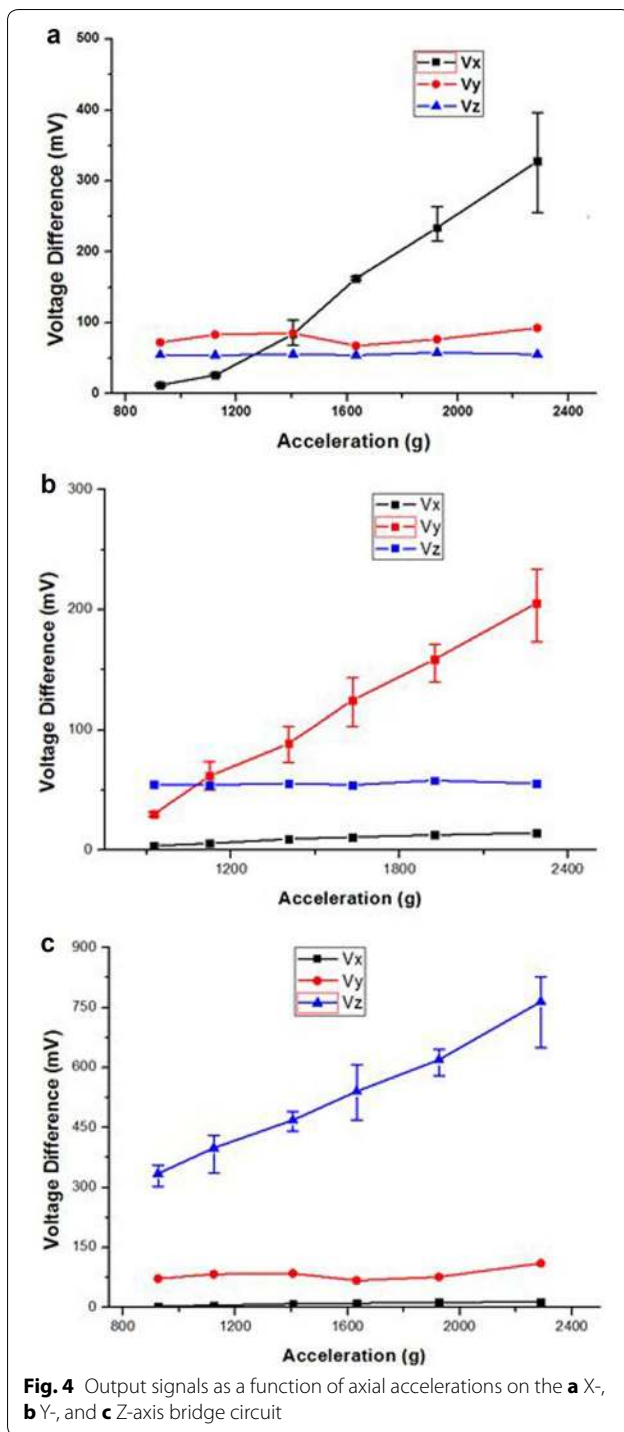 a
500
400
300
200
100
0
Voltage Difference (mV)
Vx
Vy
Vz
800 1200 1600 2000 2400
Acceleration (g)
b
300
200
100
0
Voltage Difference (mV)
Vx
Vy
Vz
1200 1800 2400
Acceleration (g)
c
900
750
600
450
300
150
0
Voltage Difference (mV)
Vx
Vy
Vz
800 1200 1600 2000 2400
Acceleration (g)
Fig. 4 Output signals as a function of axial accelerations on the a X-,
b Y-, and c Z-axis bridge circuit